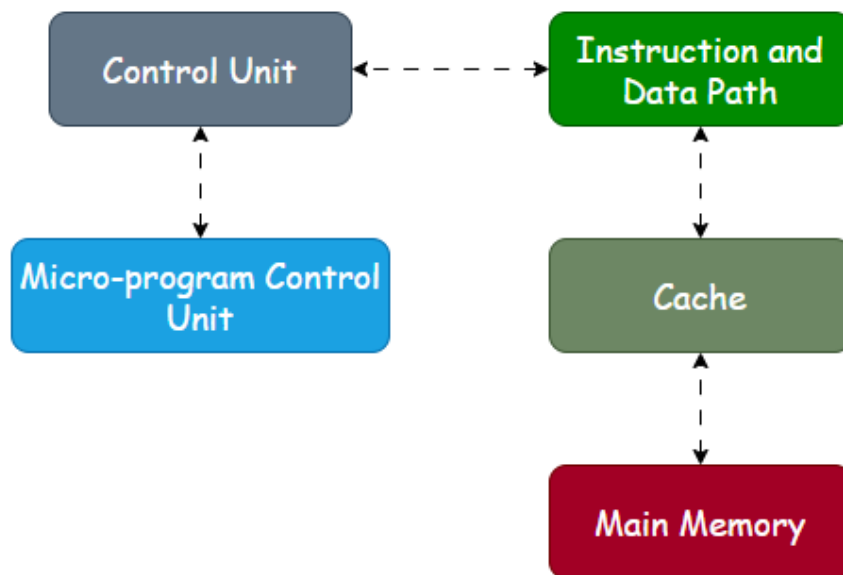 Control Unit
Instruction and
Data Path
Micro-program Control
Unit
Cache
Main Memory